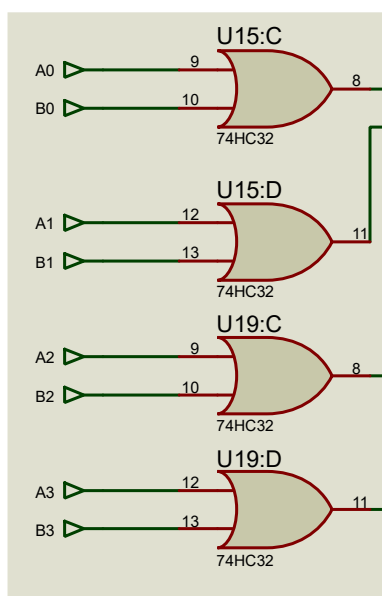 U15:C
A0 9
8
B0 10
74HC32
U15:D
A1 12
11
B1 13
74HC32
U19:C
A2 9
8
B2 10
74HC32
U19:D
A3 12
11
B3 13
74HC32